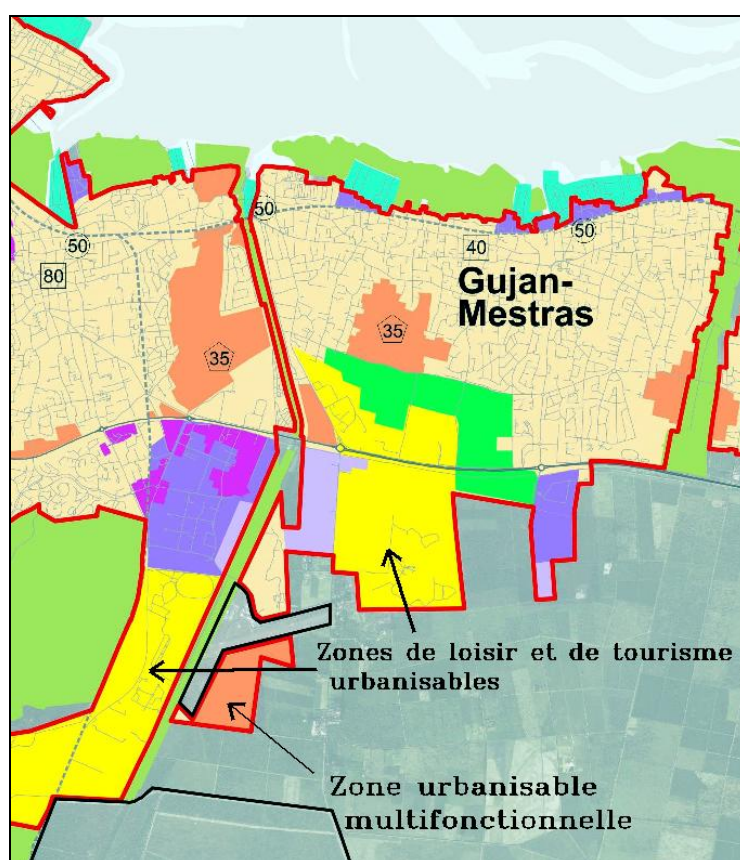 50
50
50
40
80
Gujan-
Mestras
35
35
Zones de loisir et de tourisme
urbanisables
Zone urbanisable
multifonctionnelle